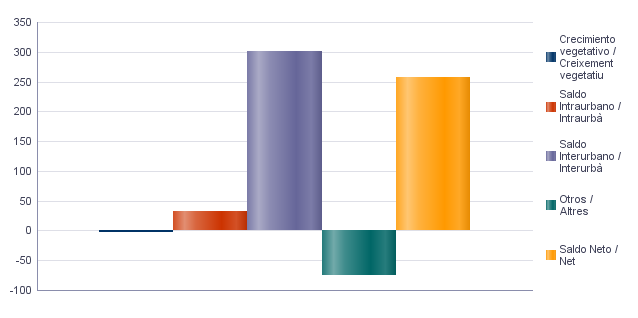 350
300
250
200
150
100
50
0
-50
-100
Crecimiento
vegetativo /
Creixement
vegetatiu
Saldo
Intraurbano /
Intraurbà
Saldo
Interurbano /
Interurbà
Otros /
Altres
Saldo Neto /
Net